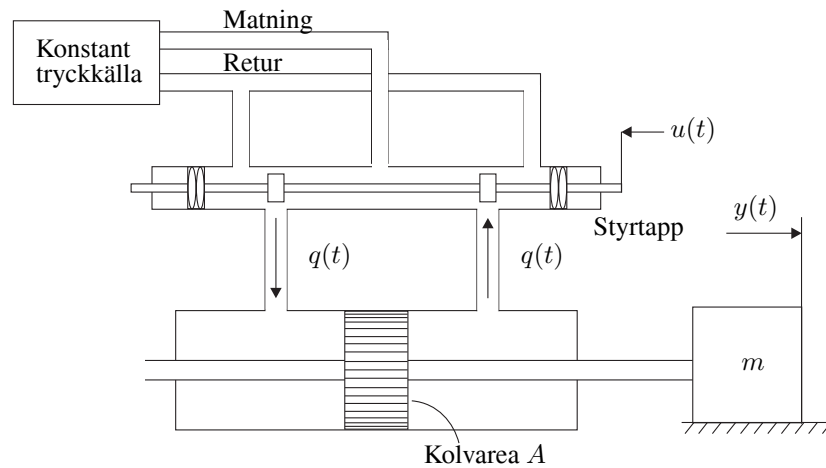 Matning
Konstant
tryckkälla
Retur
u(t)
Styrtapp
y(t)
q(t)
q(t)
m
Kolvarea A